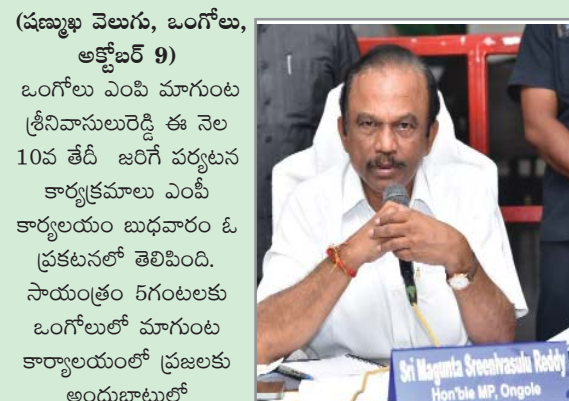 (షణ్ముఖ వెలుగు, ఒంగోలు,
అక్టోబర్ 9)
ఒంగోలు ఎంపి మాగుంట
శ్రీనివాసులురెడ్డి ఈ నెల
10వ తేదీ జరిగే పర్యటన
కార్యక్రమాలు ఎంపీ
కార్యలయం బుధవారం ఓ
ప్రకటనలో తెలిపింది.
సాయంత్రం 5గంటలకు
ఒంగోలులో మాగుంట
కార్యాలయంలో ప్రజలకు
అందుబాటులో
Sri Magunta Sreenivasulu Reddy
Hon'ble MP, Ongole